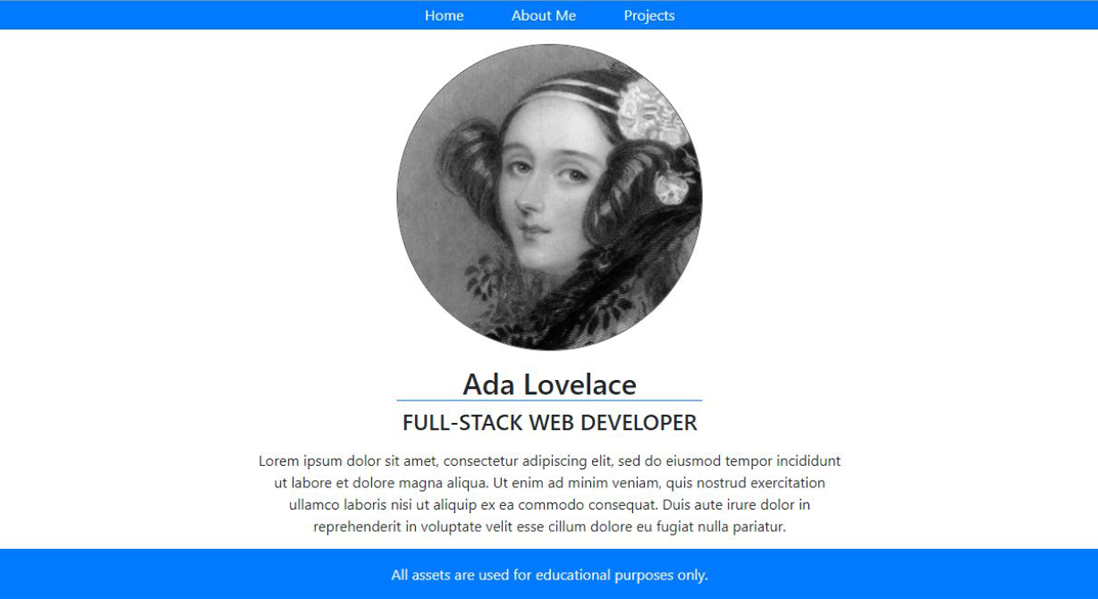 Home About Me Projects
Ada Lovelace
FULL-STACK WEB DEVELOPER
Lorem ipsum dolor sit amet, consectetur adipiscing elit, sed do eiusmod tempor incididunt
ut labore et dolore magna aliqua. Ut enim ad minim veniam, quis nostrud exercitation
ullamco laboris nisi ut aliquip ex ea commodo consequat. Duis aute irure dolor in
reprehenderit in voluptate velit esse cillum dolore eu fugiat nulla pariatur.
All assets are used for educational purposes only.